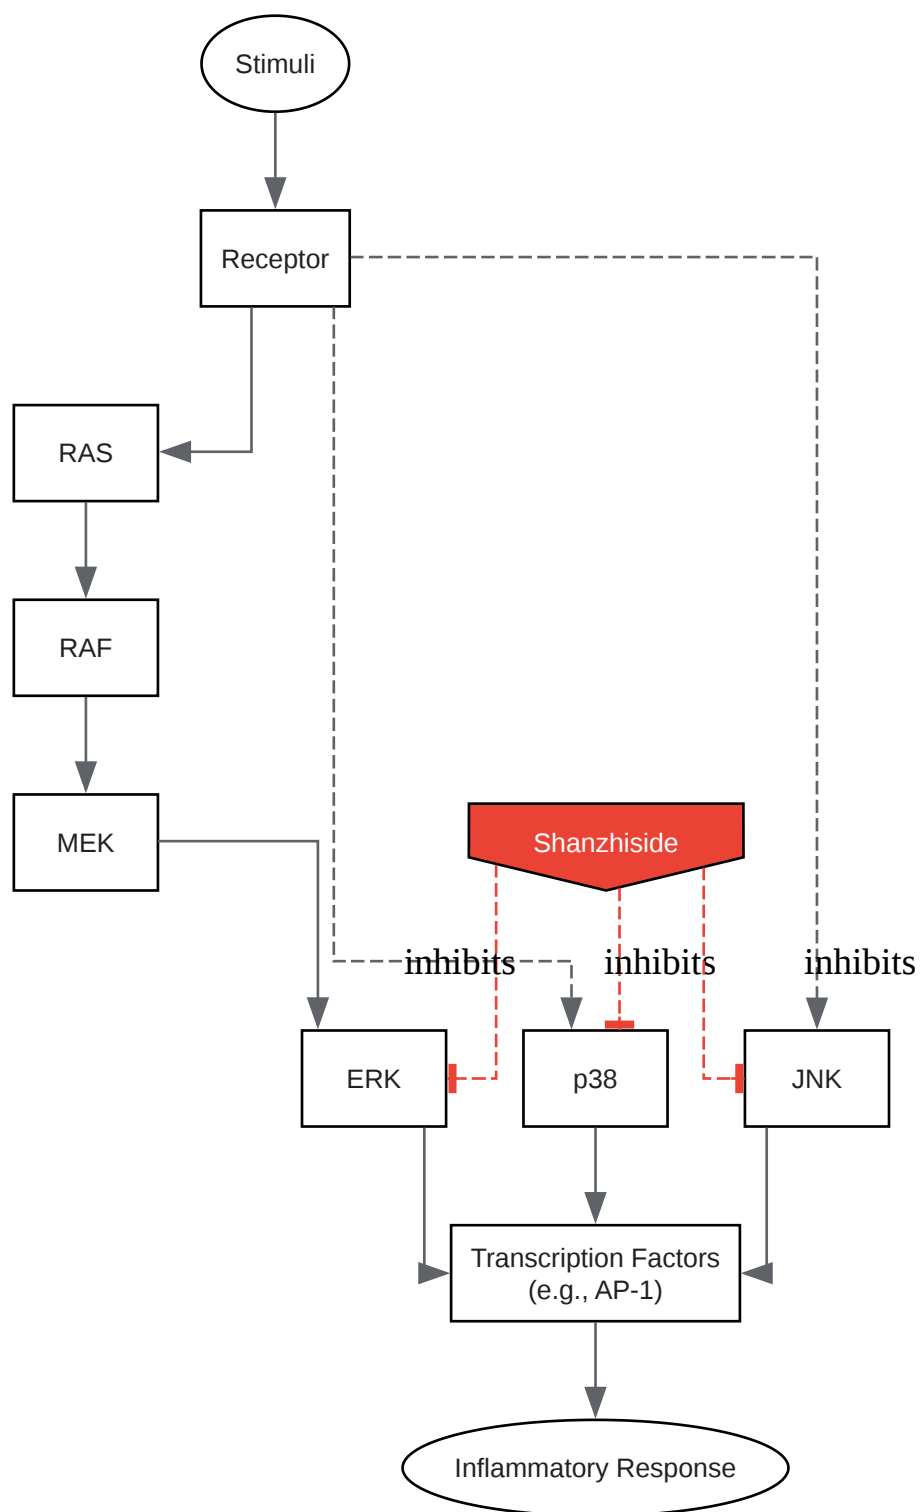 Stimuli
Receptor
RAS
RAF
MEK
Shanzhiside
inhibits
inhibits
inhibits
ERK
p38
JNK
Transcription Factors
(e.g., AP-1)
Inflammatory Response